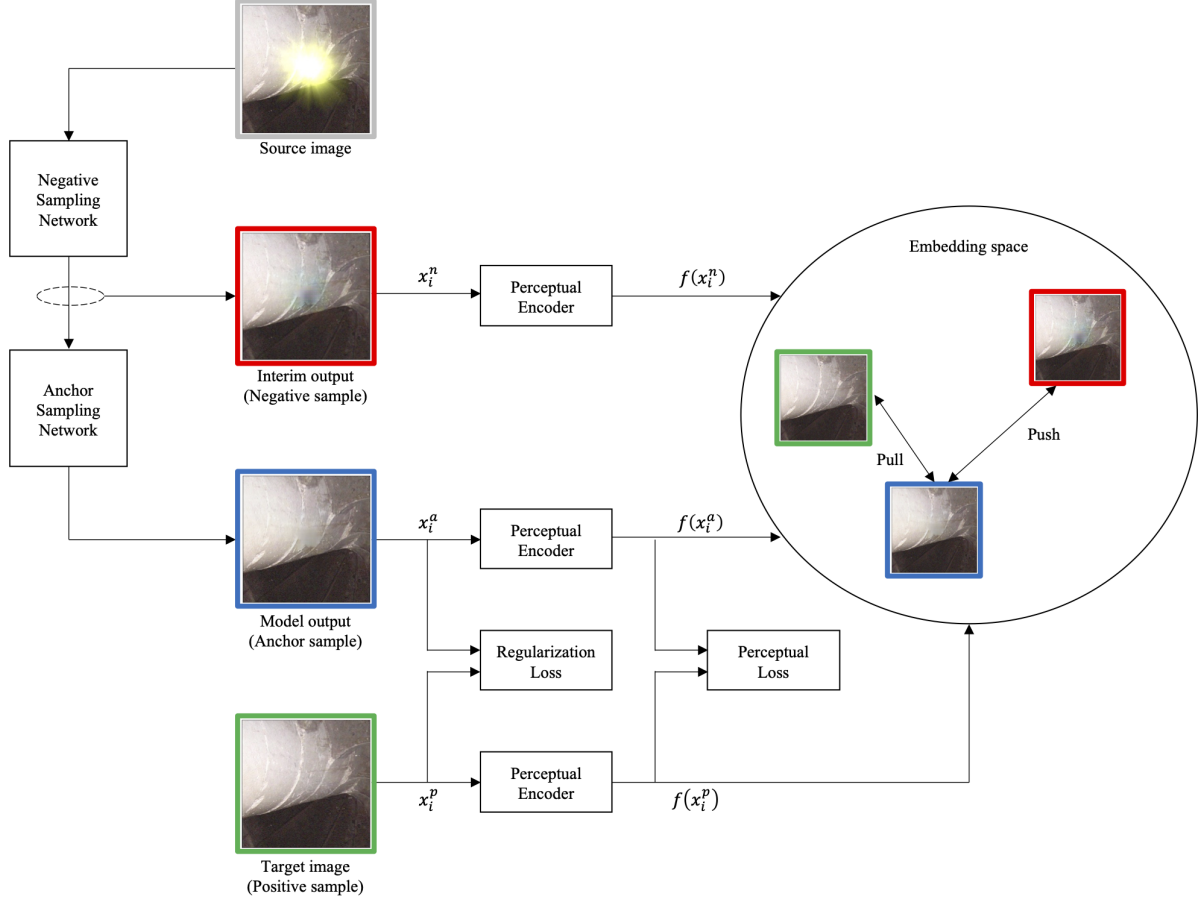 Source image
Negative
Sampling
Network
Embedding space
$x_i^n$
Perceptual
Encoder
$f(x_i^n)$
Interim output
(Negative sample)
Anchor
Sampling
Network
Push
Pull
$x_i^a$
Perceptual
Encoder
$f(x_i^a)$
Model output
(Anchor sample)
Regularization
Loss
Perceptual
Loss
$x_i^p$
Perceptual
Encoder
$f(x_i^p)$
Target image
(Positive sample)